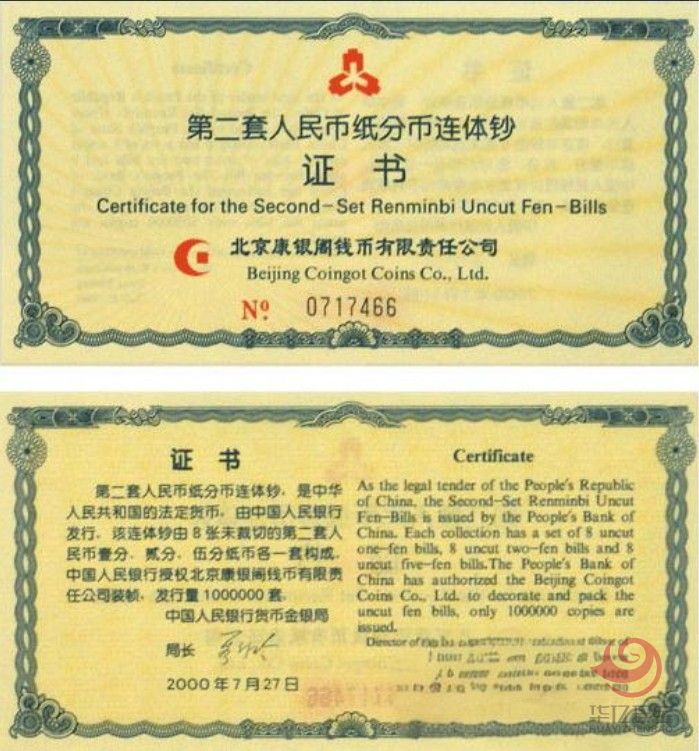 第二套人民币纸分币连体钞
证 书
Certificate for the Second-Set Renminbi Uncut Fen-Bills
北京康银阁钱币有限责任公司
Beijing Coingot Coins Co., Ltd.
Nº 0717466
证 书
第二套人民币纸分币连体钞，是中华
人民共和国的法定货币，由中国人民银行
发行，该连体钞由8张未裁切的第二套人
民币壹分、贰分、伍分纸币各一套构成，
中国人民银行授权北京康银阁钱币有限责
任公司装帧，发行量1000000套。
中国人民银行货币金银局
局长
2000年7月27日
Certificate
As the legal tender of the People's Republic
of China, the Second-Set Renminbi Uncut
Fen-Bills is issued by the People's Bank of
China. Each collection has a set of 8 uncut
one-fen bills, 8 uncut two-fen bills and 8
uncut five-fen bills.The People's Bank of
China has authorized the Beijing Coingot
Coins Co., Ltd. to decorate and pack the
uncut fen bills, only 1000000 copies are
issued.
Director of